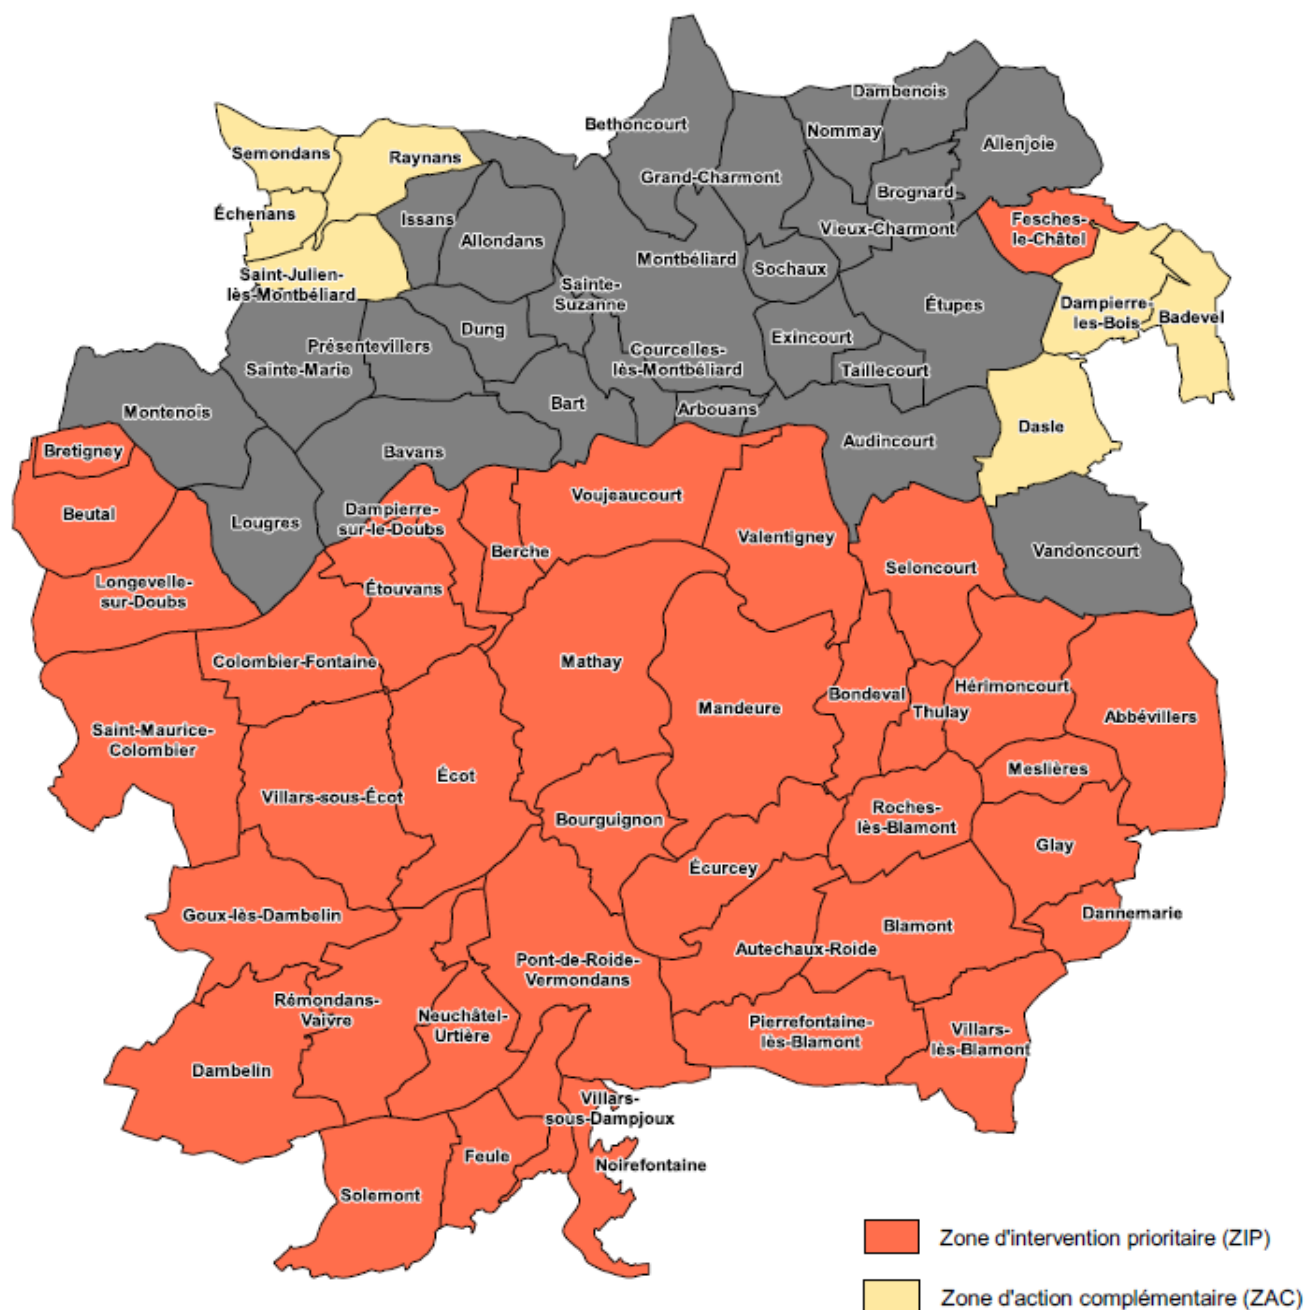 Dambenois
Bethoncourt
Nommay
Allenjoie
Semondans
Raynans
Grand-Charmont
Brognard
Échenans
Issans
Allondans
Vieux-Charmont
Fesches-
le-Châtel
Montbéliard
Sochaux
Saint-Julien-
lès-Montbéliard
Sainte-
Suzanne
Étupes
Dampierre-
les-Bois
Badevel
Dung
Présentevillers
Sainte-Marie
Courcelles-
lès-Montbéliard
Exincourt
Taillecourt
Montenois
Bart
Arbouans
Audincourt
Dasle
Bretigney
Bavans
Beutal
Lougres
Dampierre-
sur-le-Doubs
Voujeaucourt
Valentigney
Berche
Vandoncourt
Seloncourt
Longevelle-
sur-Doubs
Étouvans
Colombier-Fontaine
Mathay
Mandeure
Bondeval
Thulay
Hérimoncourt
Abbévillers
Saint-Maurice-
Colombier
Écot
Villars-sous-Écot
Meslières
Bourguignon
Roches-
lès-Blamont
Glay
Écurcey
Goux-lès-Dambelin
Dannemarie
Blamont
Autechaux-Roide
Pont-de-Roide-
Vermondans
Rémondans-
Vaivre
Neuchâtel-
Urtière
Pierrefontaine-
lès-Blamont
Villars-
lès-Blamont
Dambelin
Villars-
sous-Dampjoux
Feule
Noirefontaine
Solemont
Zone d'intervention prioritaire (ZIP)
Zone d'action complémentaire (ZAC)